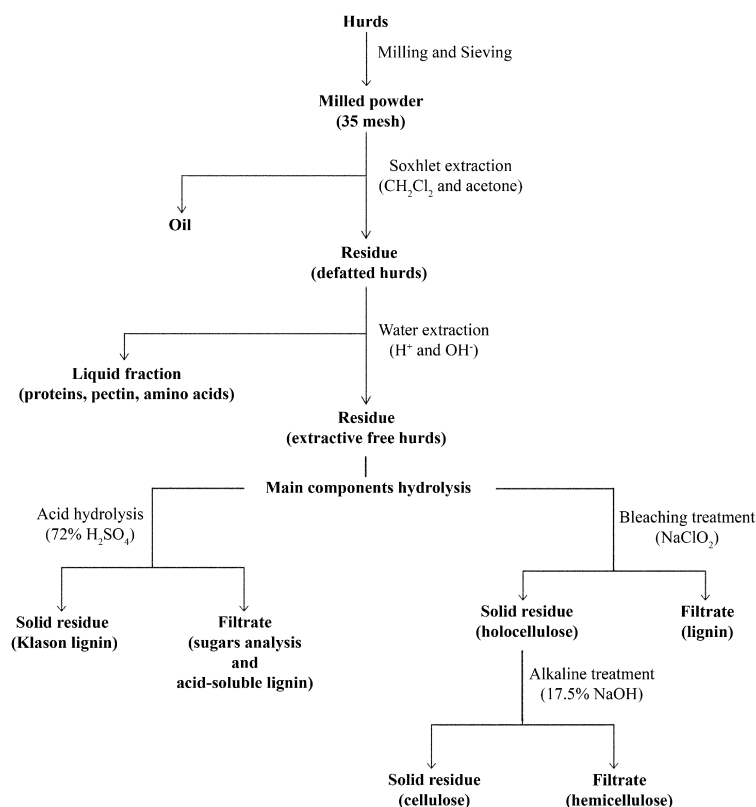 Hurds
Milling and Sieving
Milled powder
(35 mesh)
Soxhlet extraction
(CH₂Cl₂ and acetone)
Oil
Residue
(defatted hurds)
Water extraction
(H⁺ and OH⁻)
Liquid fraction
(proteins, pectin, amino acids)
Residue
(extractive free hurds)
Main components hydrolysis
Acid hydrolysis
(72% H₂SO₄)
Bleaching treatment
(NaClO₂)
Solid residue
(Klason lignin)
Filtrate
(sugars analysis
and
acid-soluble lignin)
Solid residue
(holocellulose)
Filtrate
(lignin)
Alkaline treatment
(17.5% NaOH)
Solid residue
(cellulose)
Filtrate
(hemicellulose)